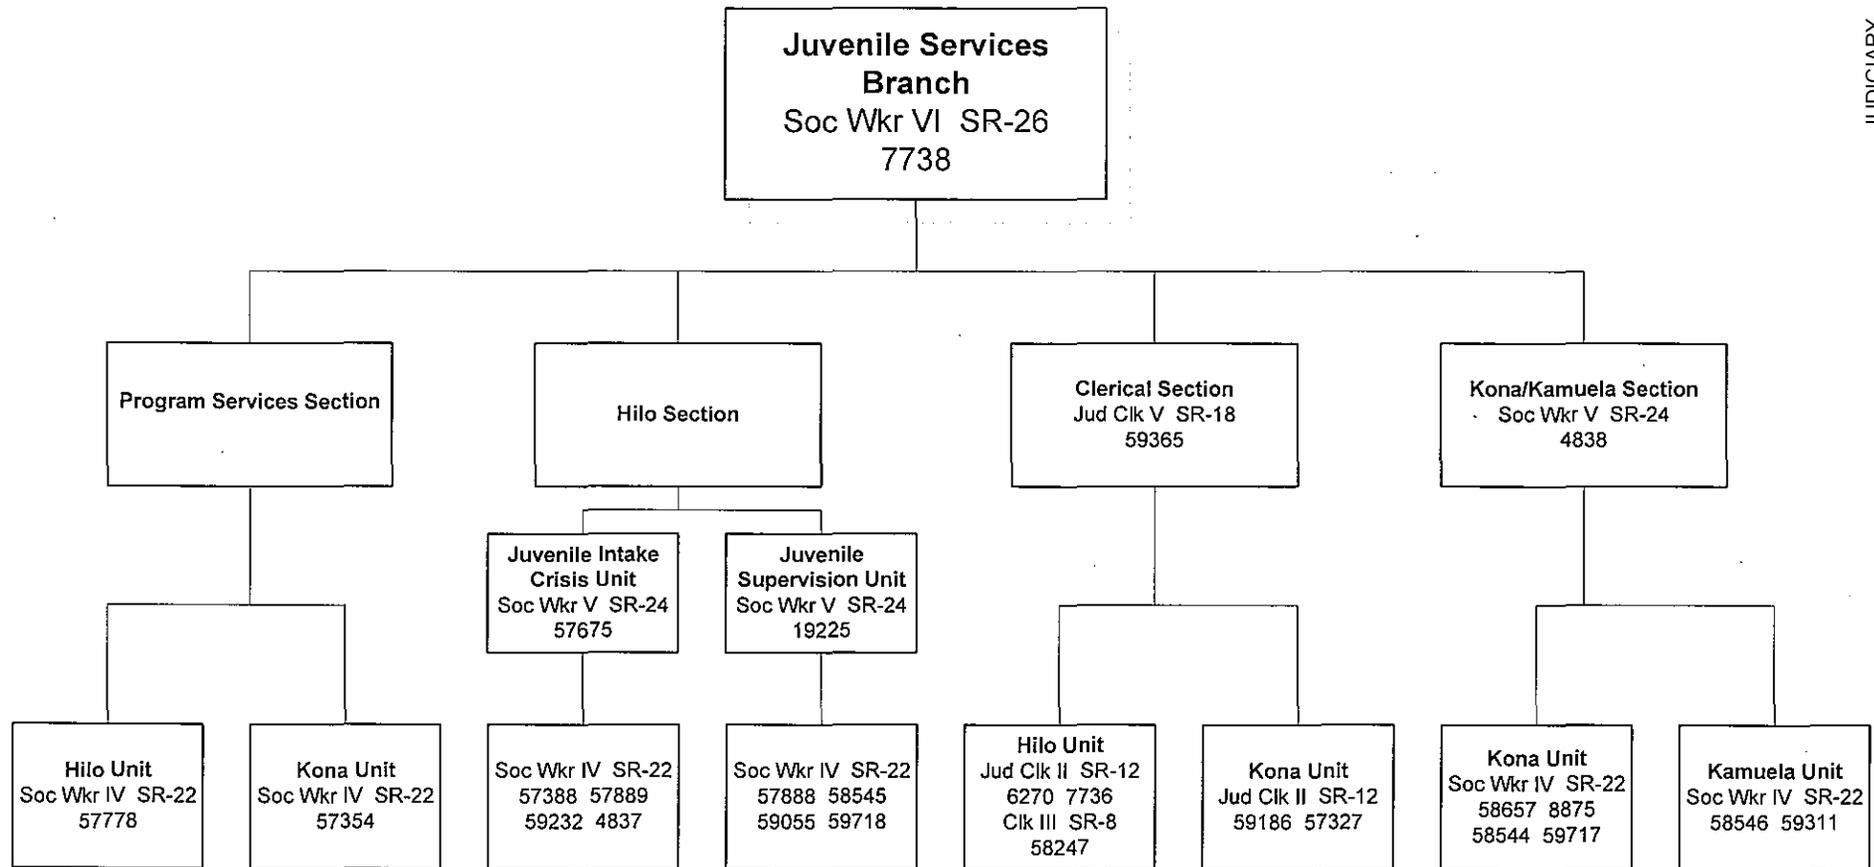 JUDICIARY
Juvenile Services
Branch
Soc Wkr VI SR-26
7738
Program Services Section
Hilo Section
Clerical Section
Jud Clk V SR-18
59365
Kona/Kamuela Section
Soc Wkr V SR-24
4838
Juvenile Intake
Crisis Unit
Soc Wkr V SR-24
57675
Juvenile
Supervision Unit
Soc Wkr V SR-24
19225
Hilo Unit
Soc Wkr IV SR-22
57778
Kona Unit
Soc Wkr IV SR-22
57354
Soc Wkr IV SR-22
57388 57889
59232 4837
Soc Wkr IV SR-22
57888 58545
59055 59718
Hilo Unit
Jud Clk II SR-12
6270 7736
Clk III SR-8
58247
Kona Unit
Jud Clk II SR-12
59186 57327
Kona Unit
Soc Wkr IV SR-22
58657 8875
58544 59717
Kamuela Unit
Soc Wkr IV SR-22
58546 59311